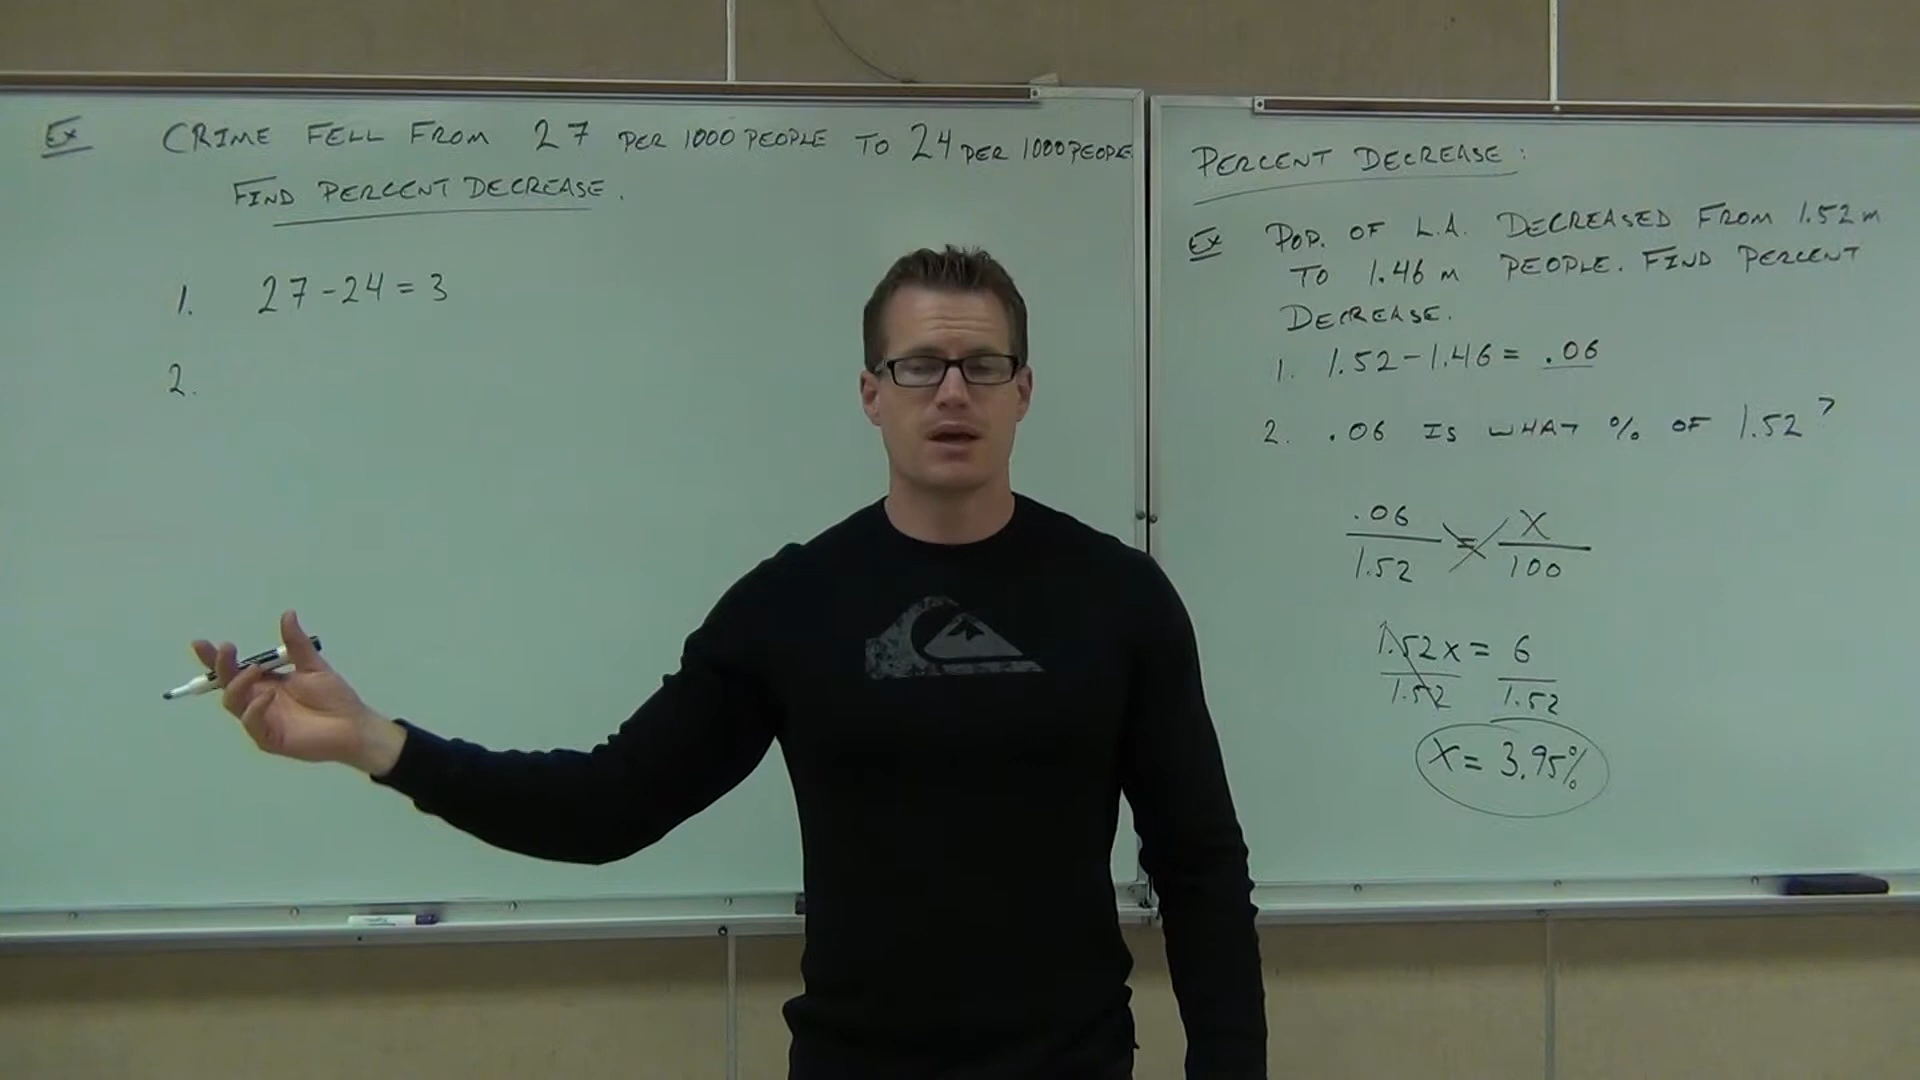 Ex CRIME FELL FROM 27 PER 1000 PEOPLE TO 24 PER 1000 PEOPLE
FIND PERCENT DECREASE.
1. 27-24=3
2.
PERCENT DECREASE:
Ex POP. OF L.A. DECREASED FROM 1.52 m
TO 1.46 m PEOPLE. FIND PERCENT
DECREASE.
1. 1.52-1.46= .06
2. .06 IS WHAT % OF 1.52?
.06 = X
1.52 100
1.52x = 6
1.52 1.52
X = 3.95%